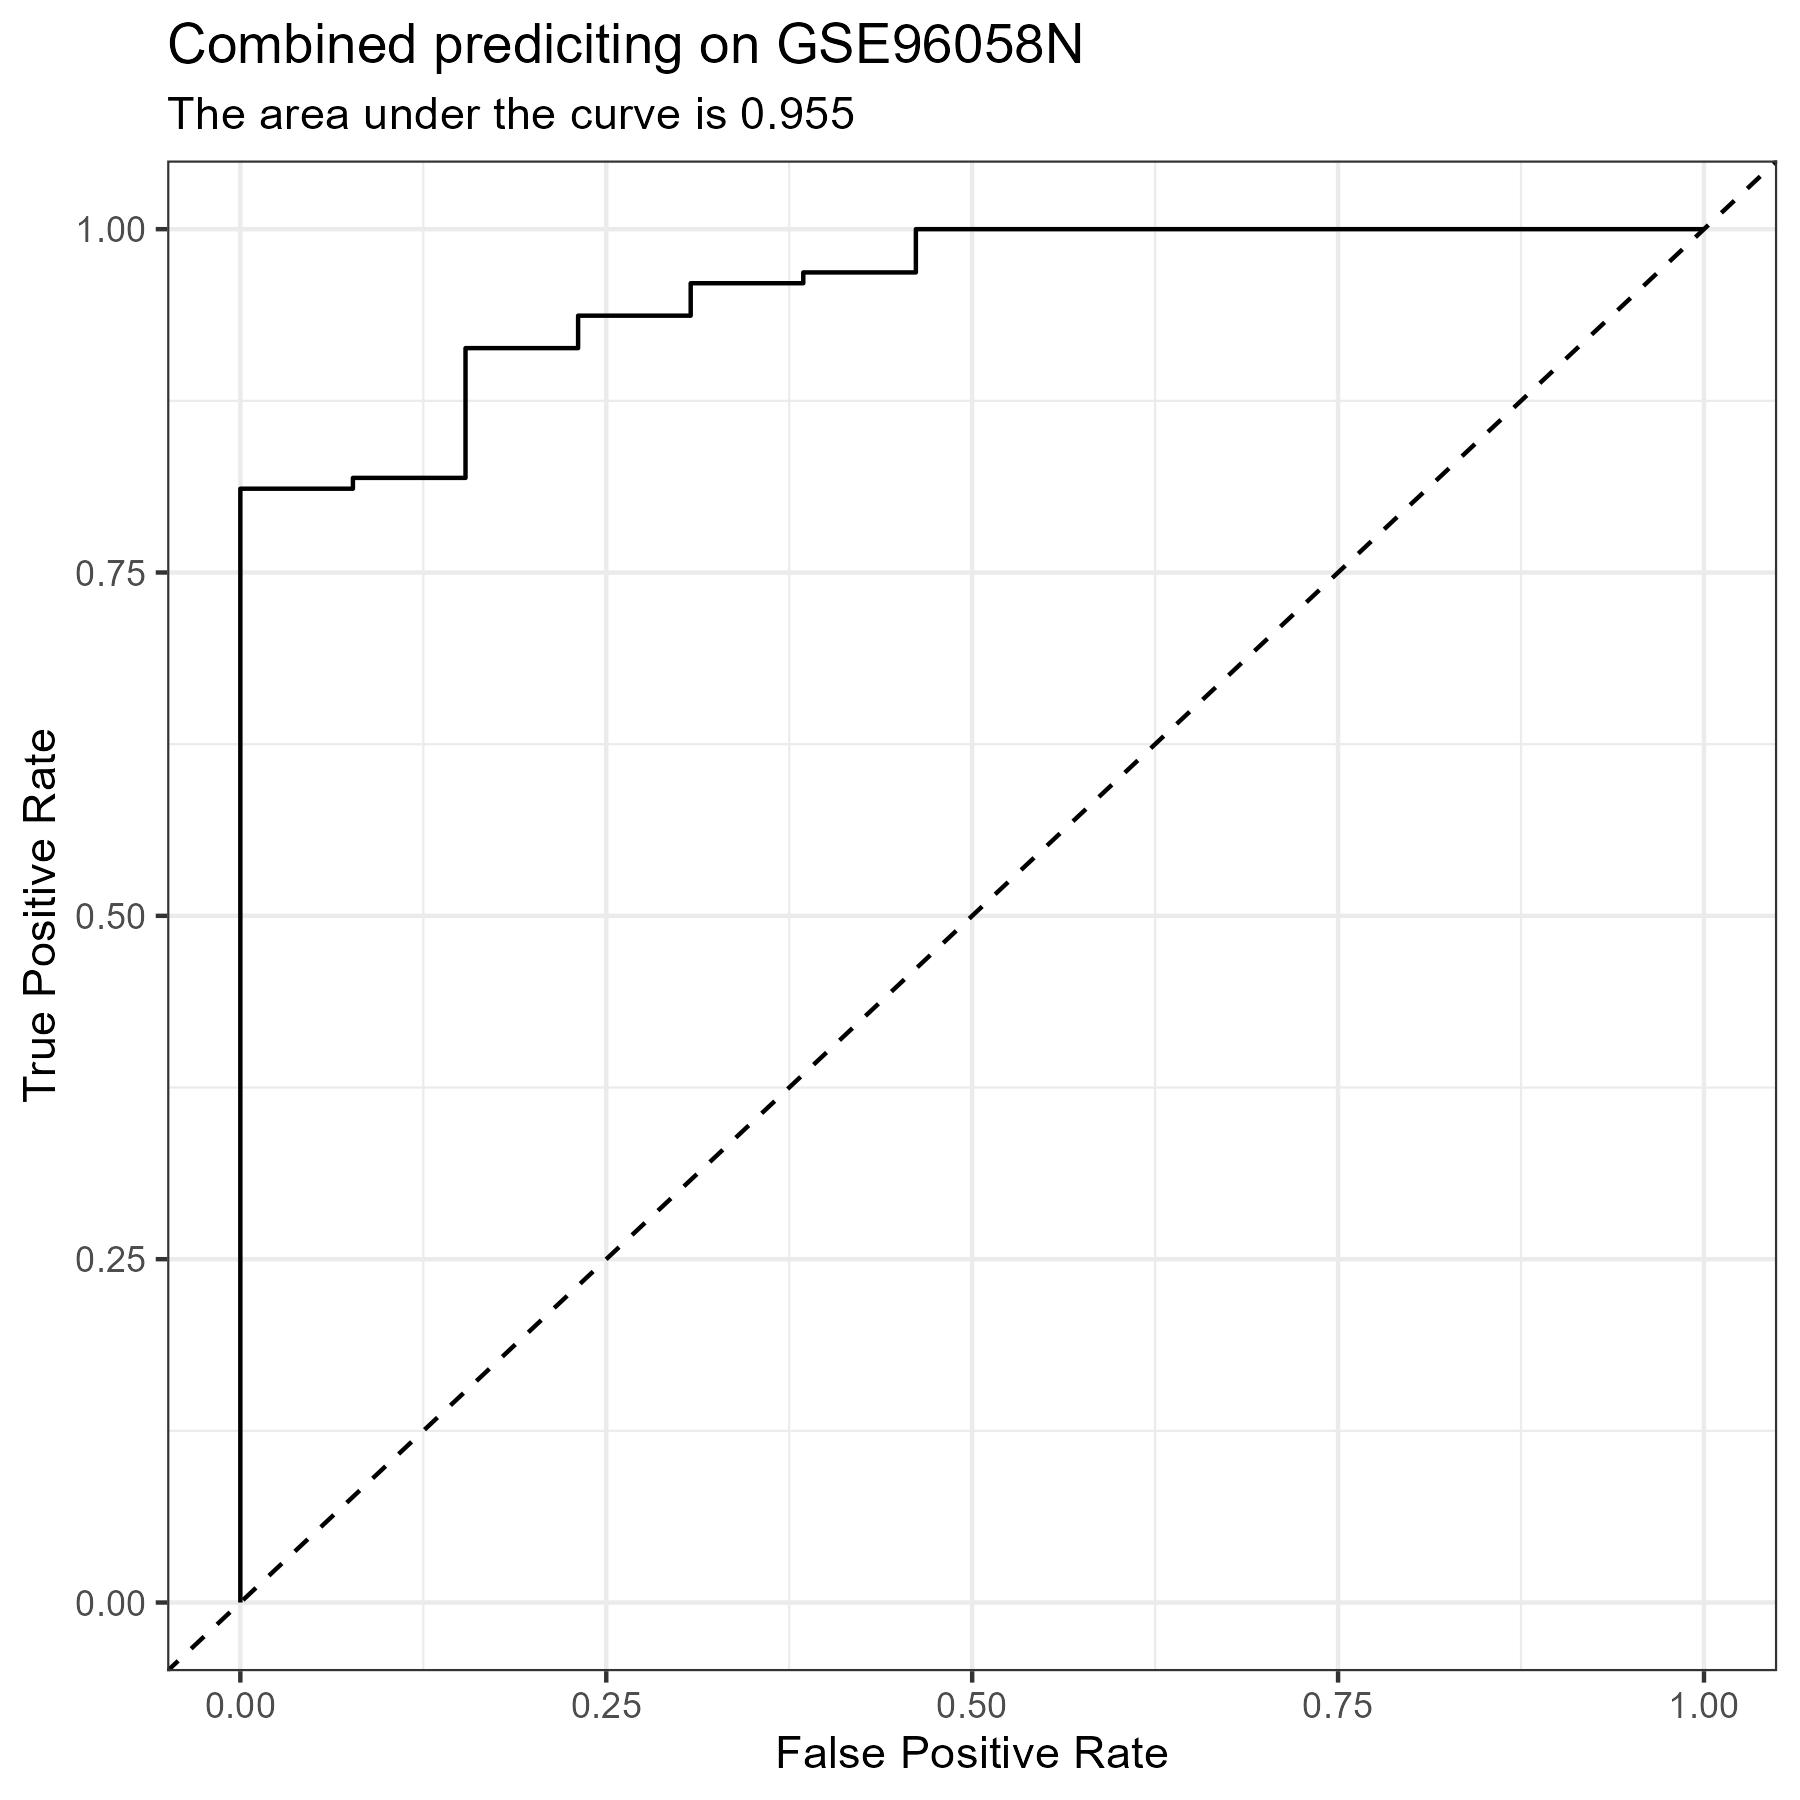 Combined prediciting on GSE96058N
The area under the curve is 0.955
1.00
0.75
0.50
0.25
0.00
True Positive Rate
0.00 0.25 0.50 0.75 1.00
False Positive Rate